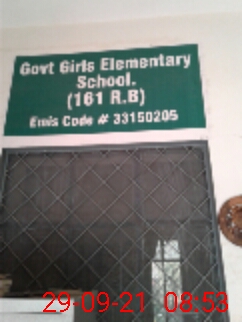 Govt Girls Elementary
School.
(161 R.B)
Emis Code # 33150205
29-09-21 08:53